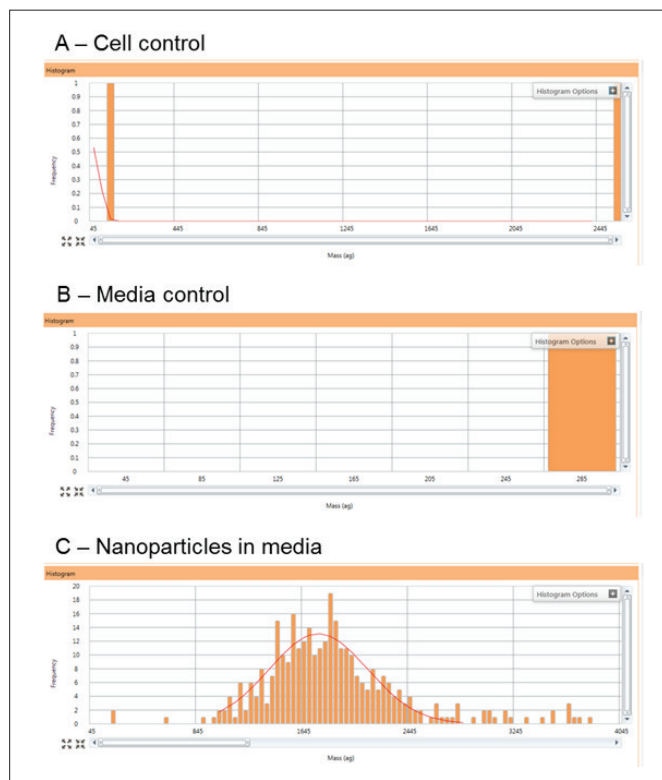 A – Cell control
Histogram
Histogram Options
1
0.9
0.8
0.7
0.6
0.5
0.4
0.3
0.2
0.1
0
Frequency
45 445 845 1245 1645 2045 2445
Mass (ag)
B – Media control
Histogram
Histogram Options
1
0.9
0.8
0.7
0.6
0.5
0.4
0.3
0.2
0.1
0
Frequency
45 85 125 165 205 245 285
Mass (ag)
C – Nanoparticles in media
Histogram
Histogram Options
20
18
16
14
12
10
8
6
4
2
0
Frequency
45 845 1645 2445 3245 4045
Mass (ag)